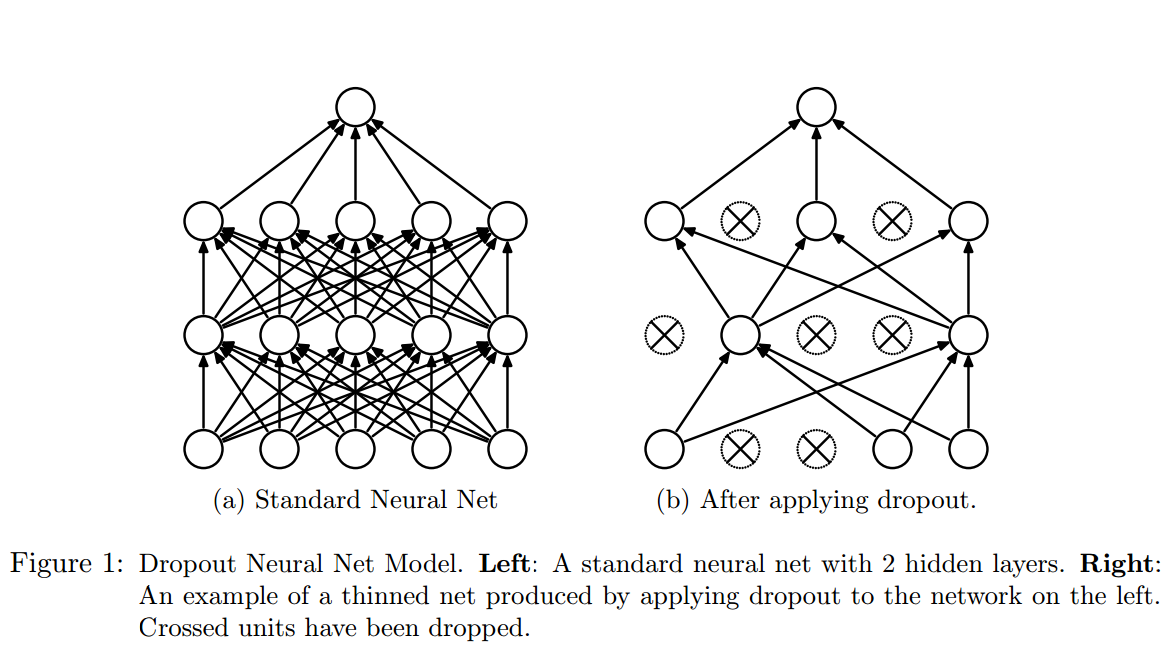 (a) Standard Neural Net
(b) After applying dropout.
Figure 1: Dropout Neural Net Model. Left: A standard neural net with 2 hidden layers. Right:
An example of a thinned net produced by applying dropout to the network on the left.
Crossed units have been dropped.